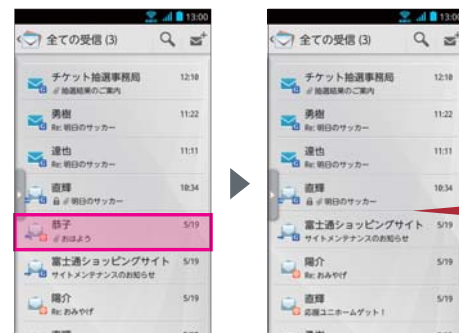 13:00
全ての受信 (3)
チケット抽選事務局 12:10
抽選結果のご案内
勇樹 11:22
Re: 明日のサッカー
達也 11:11
Re: 明日のサッカー
直輝 10:34
明日のサッカー
恭子 5/19
おはよう
富士通ショッピングサイト 5/19
サイトメンテナンスのお知らせ
陽介 5/19
Re: おみやげ
13:00
全ての受信 (3)
チケット抽選事務局 12:10
抽選結果のご案内
勇樹 11:22
Re: 明日のサッカー
達也 11:11
Re: 明日のサッカー
直輝 10:34
明日のサッカー
富士通ショッピングサイト 5/19
サイトメンテナンスのお知らせ
陽介 5/19
Re: おみやげ
直輝 5/19
応援ユニホームゲット！